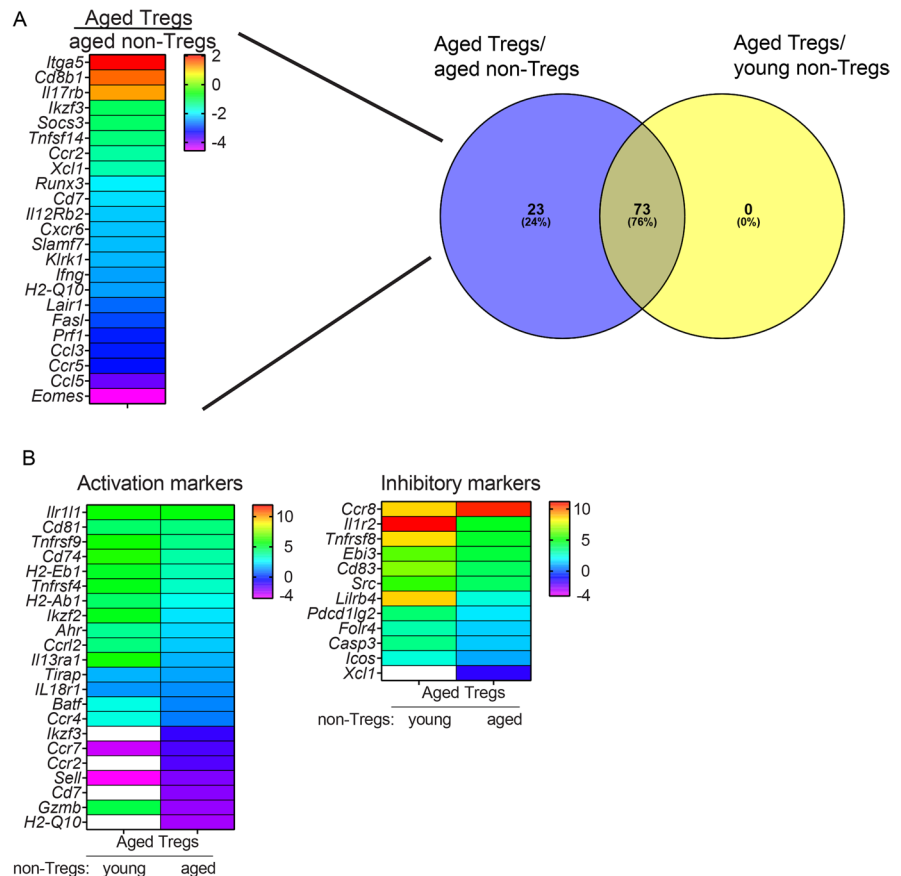 A
Aged Tregs
aged non-Tregs
Itga5
Cd8b1
Il17rb
Ikzf3
Socs3
Tnfsf14
Ccr2
Xcl1
Runx3
Cd7
Il12Rb2
Cxcr6
Slamf7
Klrk1
Ifng
H2-Q10
Lair1
Fasl
Prf1
Ccl3
Ccr5
Ccl5
Eomes
2
0
-2
-4
Aged Tregs/
aged non-Tregs
Aged Tregs/
young non-Tregs
23
(24%)
73
(76%)
0
(0%)
B
Activation markers
Ilr1l1
Cd81
Tnfrsf9
Cd74
H2-Eb1
Tnfrsf4
H2-Ab1
Ikzf2
Ahr
Ccrl2
Il13ra1
Tirap
IL18r1
Batf
Ccr4
Ikzf3
Ccr7
Ccr2
Sell
Cd7
Gzmb
H2-Q10
10
5
0
-4
Aged Tregs
non-Tregs: young aged
Inhibitory markers
Ccr8
Il1r2
Tnfrsf8
Ebi3
Cd83
Src
Lilrb4
Pdcd1lg2
Folr4
Casp3
Icos
Xcl1
10
5
0
-4
Aged Tregs
non-Tregs: young aged